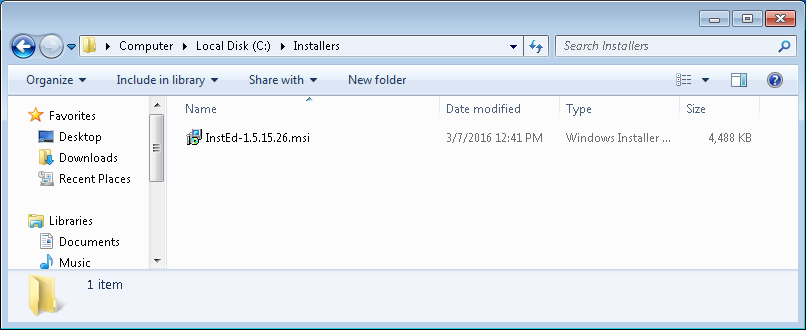 Computer Local Disk (C:) Installers Search Installers
Organize Include in library Share with New folder
Favorites
Desktop
Downloads
Recent Places
Libraries
Documents
Music
Name Date modified Type Size
InstEd-1.5.15.26.msi 3/7/2016 12:41 PM Windows Installer ... 4,488 KB
1 item